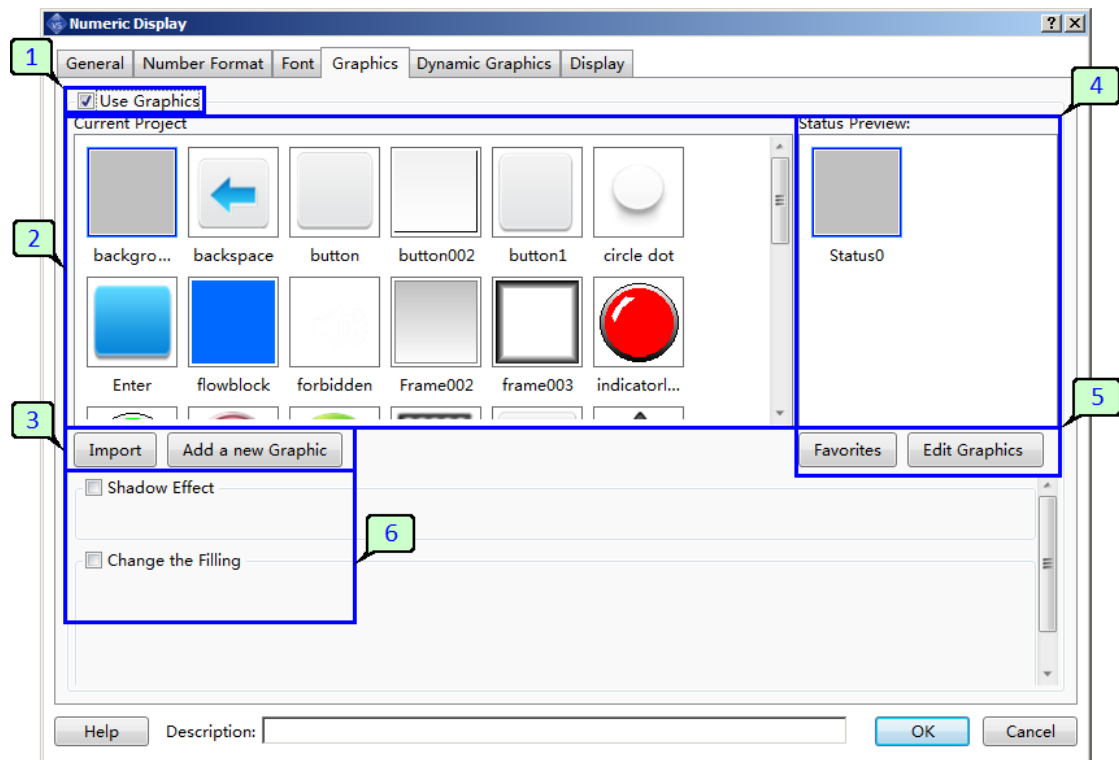 Numeric Display
1
General Number Format Font Graphics Dynamic Graphics Display
4
Use Graphics
Current Project Status Preview:
2
backgro... backspace button button002 button1 circle dot Status0
Enter flowblock forbidden Frame002 frame003 indicatorl...
3
5
Import Add a new Graphic Favorites Edit Graphics
Shadow Effect
6
Change the Filling
Help Description: OK Cancel